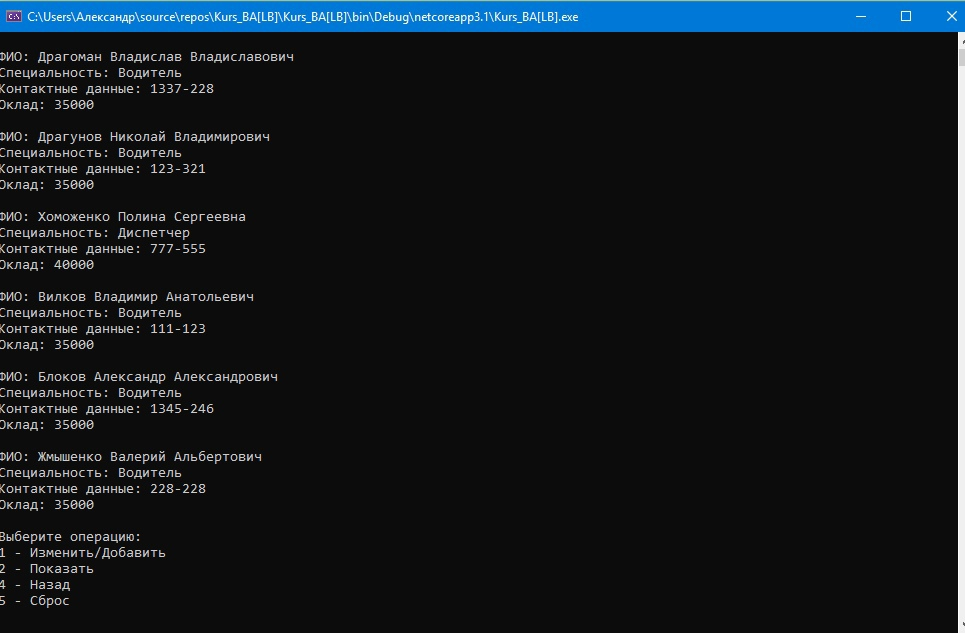 C:\Users\Александр\source\repos\Kurs_BA[LB]\Kurs_BA[LB]\bin\Debug\netcoreapp3.1\Kurs_BA[LB].exe
ФИО: Драгоман Владислав Владиславович
Специальность: Водитель
Контактные данные: 1337-228
Оклад: 35000
ФИО: Драгунов Николай Владимирович
Специальность: Водитель
Контактные данные: 123-321
Оклад: 35000
ФИО: Хоможенко Полина Сергеевна
Специальность: Диспетчер
Контактные данные: 777-555
Оклад: 40000
ФИО: Вилков Владимир Анатольевич
Специальность: Водитель
Контактные данные: 111-123
Оклад: 35000
ФИО: Блоков Александр Александрович
Специальность: Водитель
Контактные данные: 1345-246
Оклад: 35000
ФИО: Жмышенко Валерий Альбертович
Специальность: Водитель
Контактные данные: 228-228
Оклад: 35000
Выберите операцию:
1 - Изменить/Добавить
2 - Показать
4 - Назад
5 - Сброс